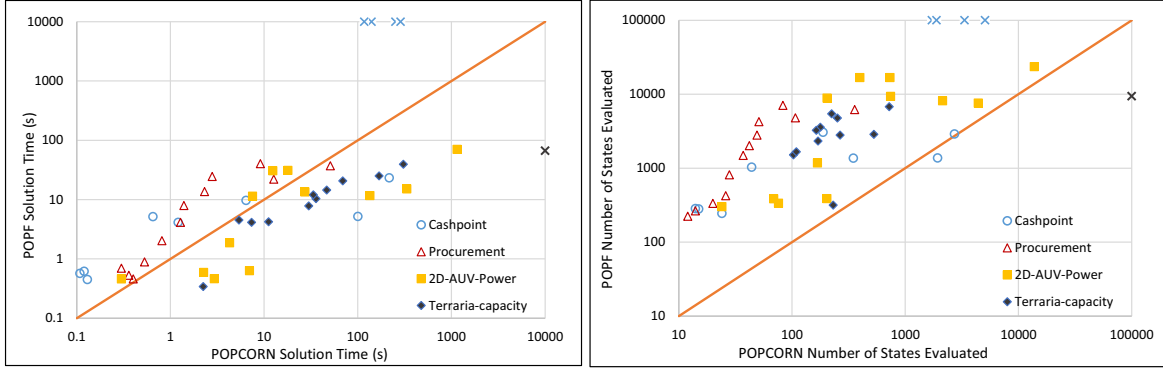 10000
1000
100
10
1
0.1
POPF Solution Time (s)
0.1 1 10 100 1000 10000
POPCORN Solution Time (s)
Cashpoint
Procurement
2D-AUV-Power
Terraria-capacity
100000
10000
1000
100
10
POPF Number of States Evaluated
10 100 1000 10000 100000
POPCORN Number of States Evaluated
Cashpoint
Procurement
2D-AUV-Power
Terraria-capacity